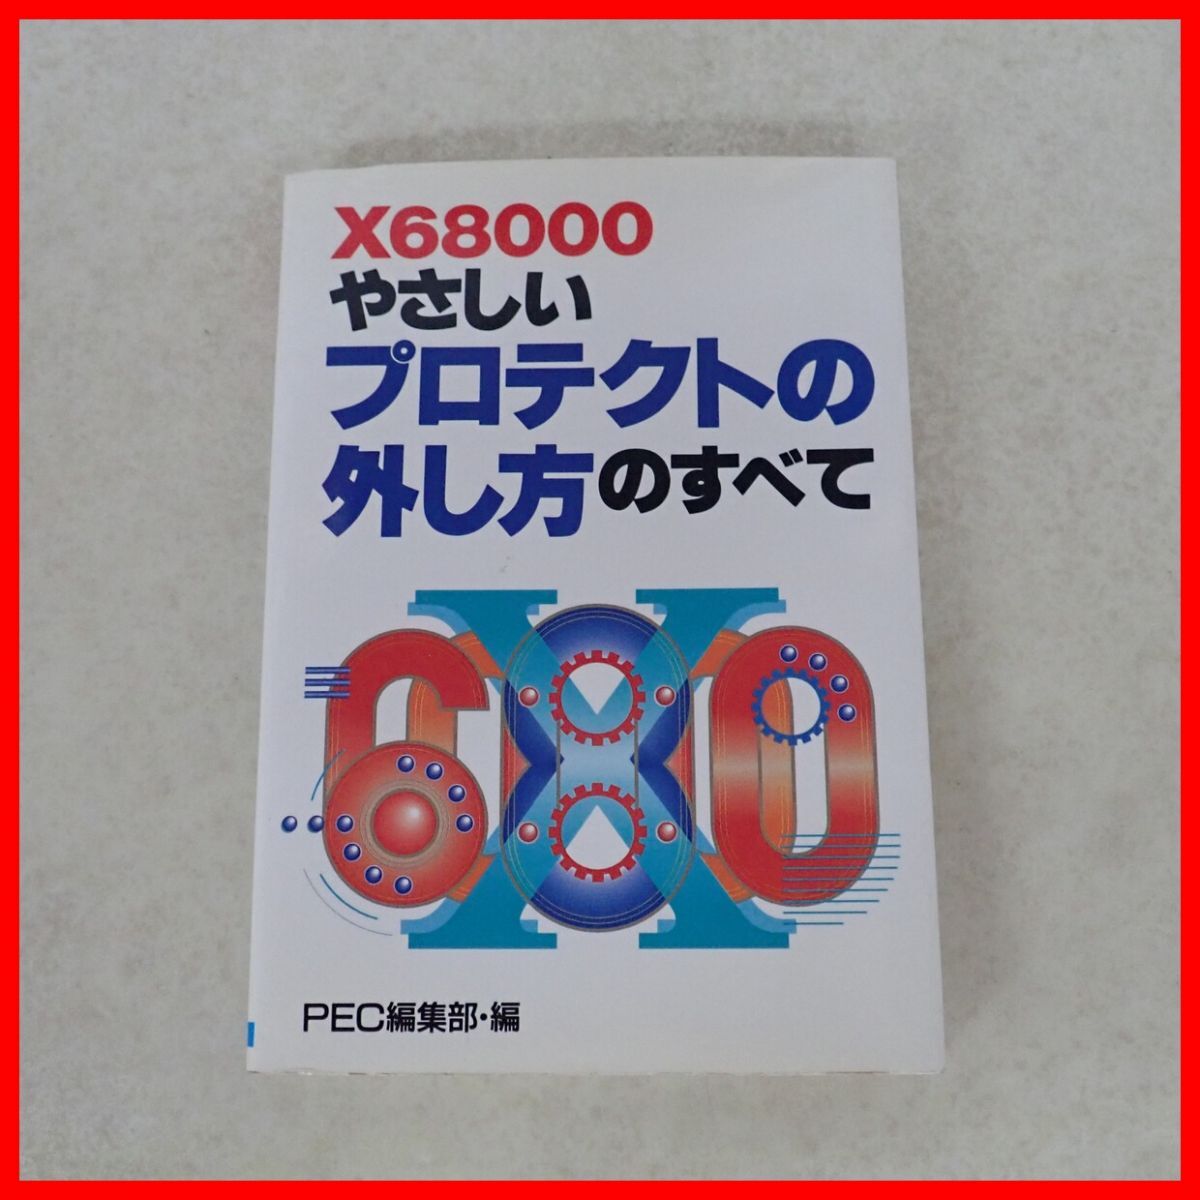 X68000
やさしい
プロテクトの
外し方のすべて
X680
PEC編集部・編